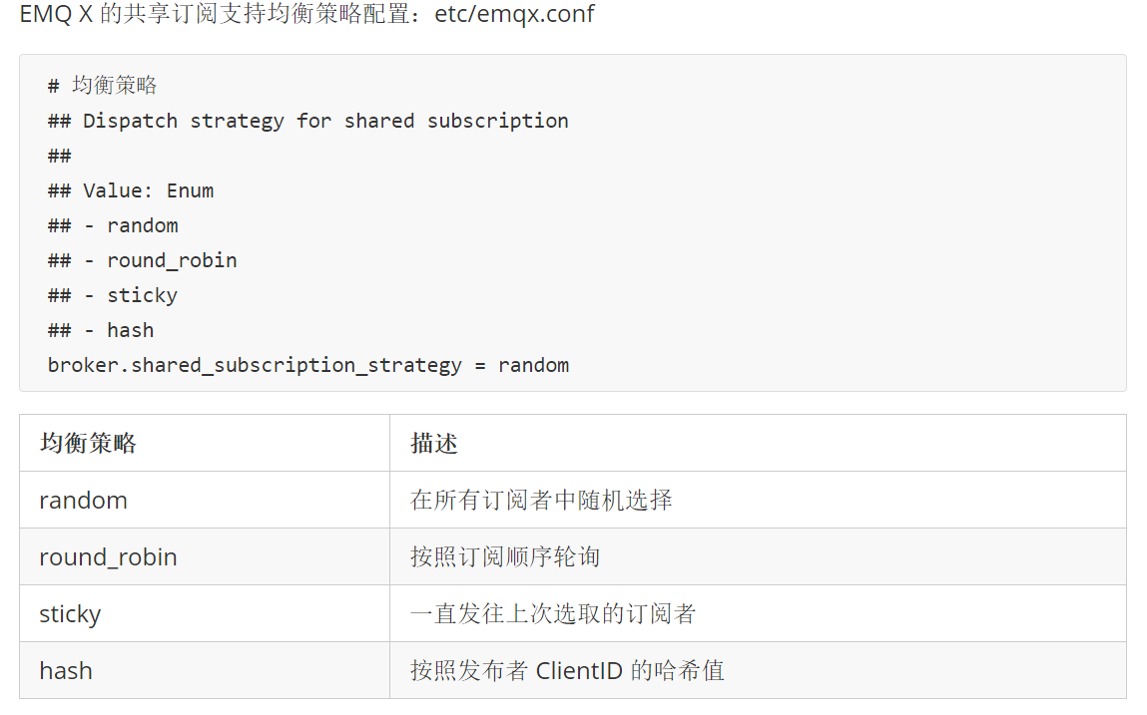 EMQ X 的共享订阅支持均衡策略配置：etc/emqx.conf
# 均衡策略
## Dispatch strategy for shared subscription
##
## Value: Enum
## - random
## - round_robin
## - sticky
## - hash
broker.shared_subscription_strategy = random
均衡策略 描述
random 在所有订阅者中随机选择
round_robin 按照订阅顺序轮询
sticky 一直发往上次选取的订阅者
hash 按照发布者 ClientID 的哈希值